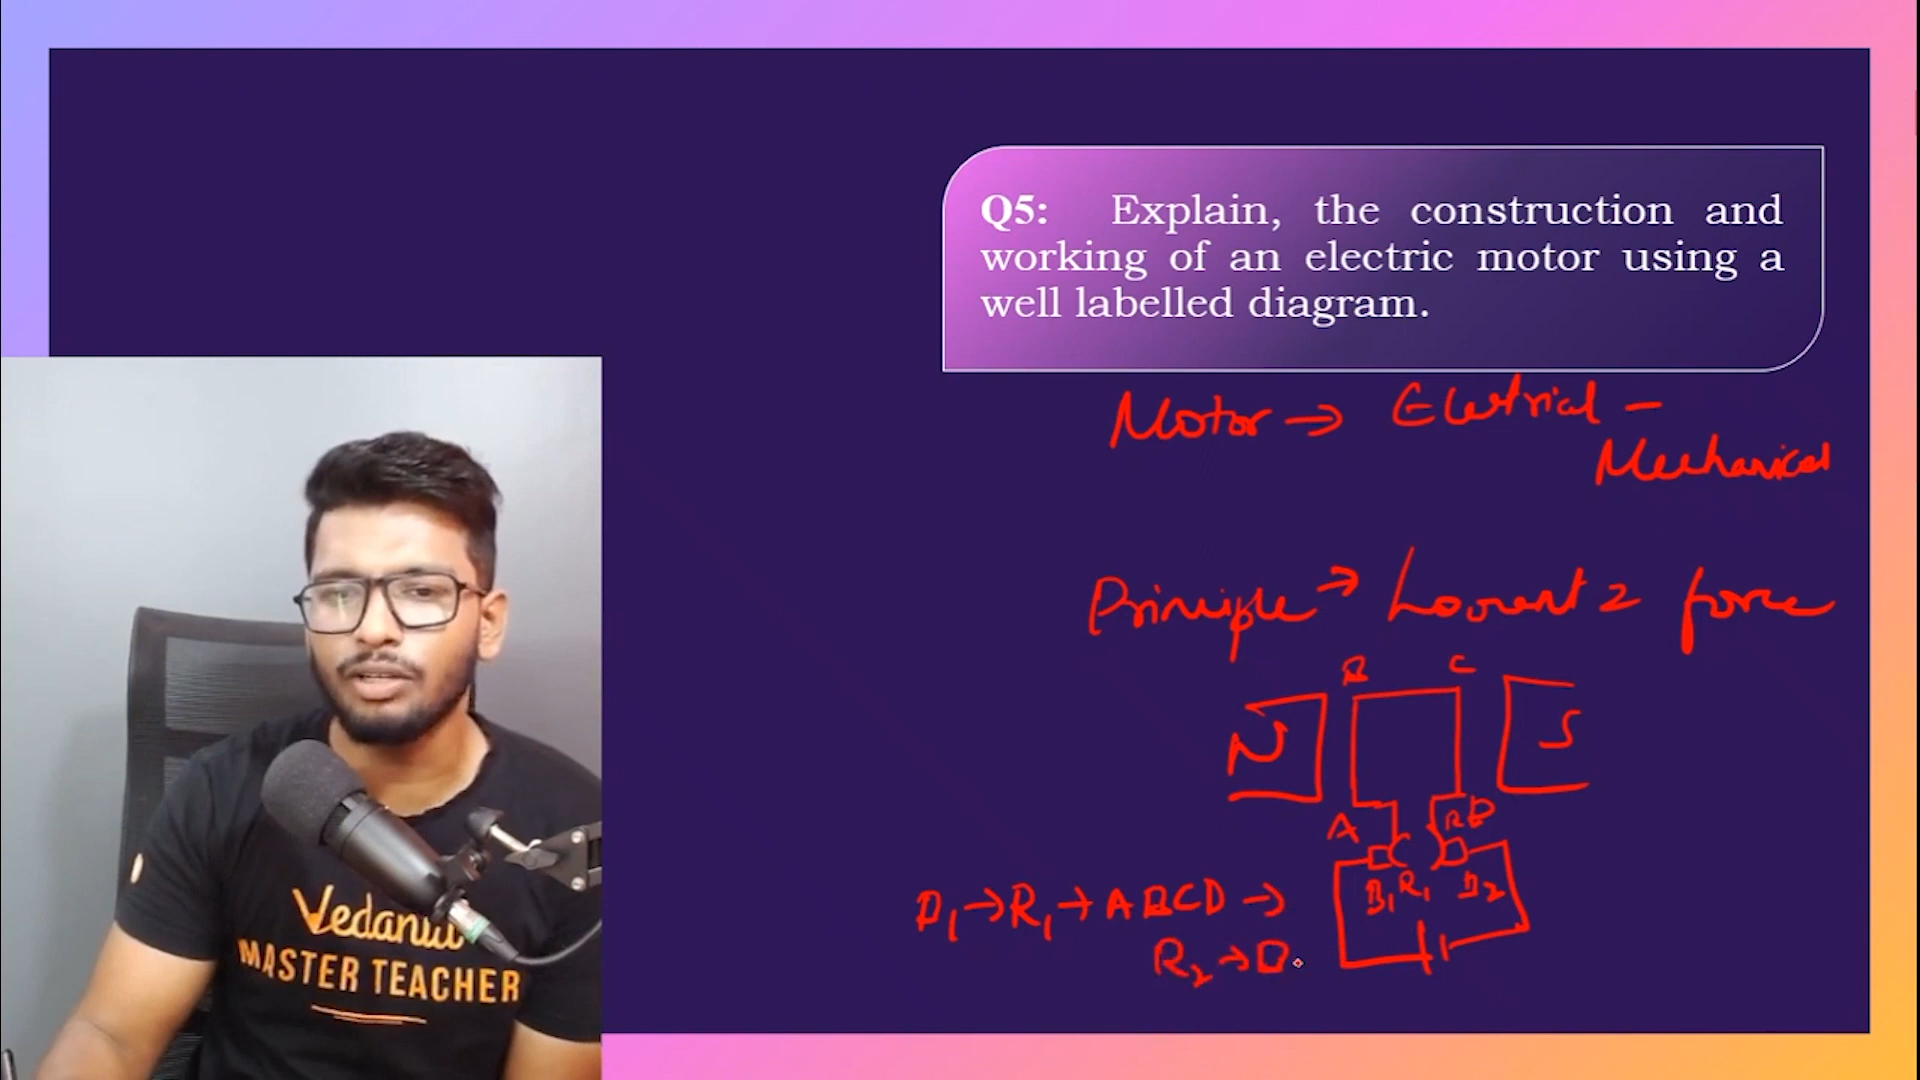 Q5: Explain, the construction and
working of an electric motor using a
well labelled diagram.
Motor → Electrical -
Mechanical
Principle → Lorentz force
B C
N S
A R₂ D
B₁ R₁ B₂
B₁ → R₁ → ABCD →
R₂ → B
Vedantu
MASTER TEACHER